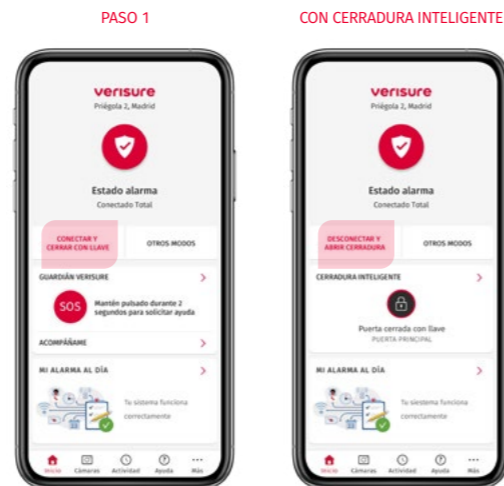 PASO 1
verisure
Priégola 2, Madrid
Estado alarma
Conectado Total
CONECTAR Y
CERRAR CON LLAVE
OTROS MODOS
GUARDIÁN VERISURE
SOS
Mantén pulsado durante 2
segundos para solicitar ayuda
ACOMPÁÑAME
MI ALARMA AL DÍA
Tu sistema funciona
correctamente
Inicio
Cámaras
Actividad
Ayuda
Más
CON CERRADURA INTELIGENTE
verisure
Priégola 2, Madrid
Estado alarma
Conectado Total
DESCONECTAR Y
ABRIR CERRADURA
OTROS MODOS
CERRADURA INTELIGENTE
Puerta cerrada con llave
PUERTA PRINCIPAL
MI ALARMA AL DÍA
Tu siestema funciona
correctamente
Inicio
Cámaras
Actividad
Ayuda
Más